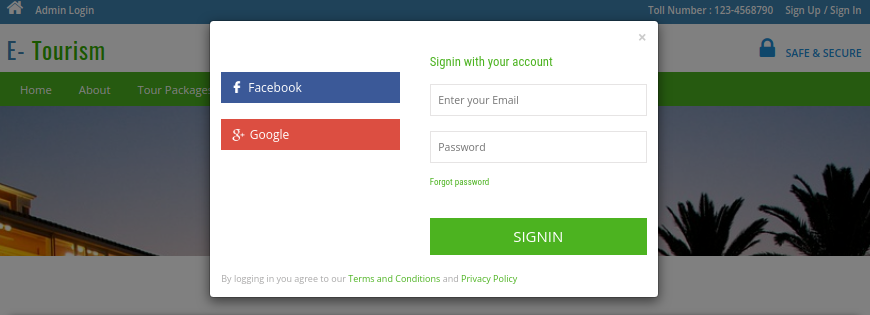 Admin Login
Toll Number : 123-4568790 Sign Up / Sign In
E- Tourism
SAFE & SECURE
Home About Tour Packages
×
Signin with your account
Facebook
Google
Enter your Email
Password
Forgot password
SIGNIN
By logging in you agree to our Terms and Conditions and Privacy Policy